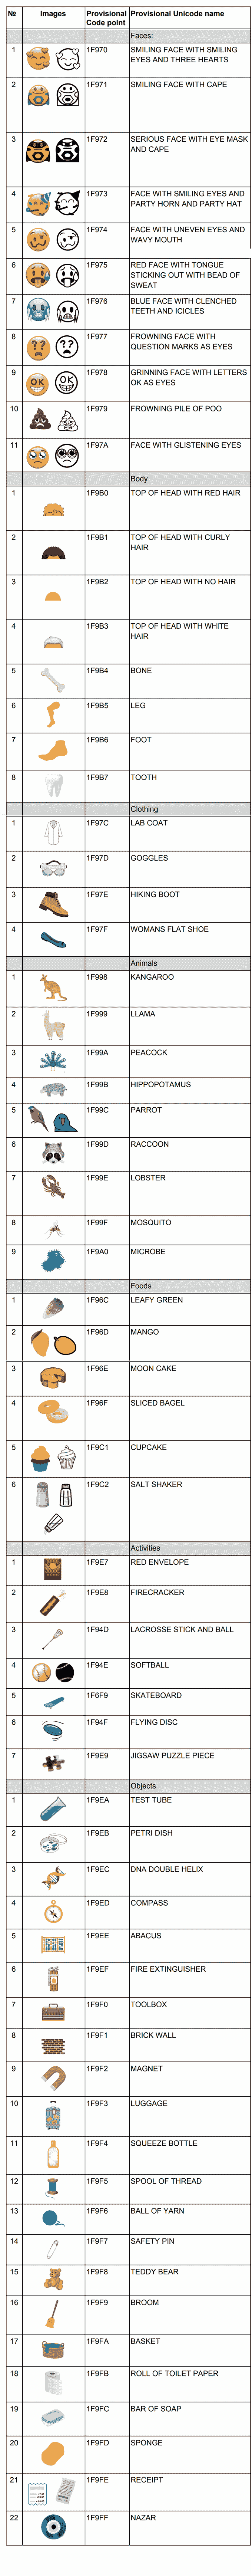 № Images Provisional Provisional Unicode name
Code point
Faces:
1 1F970 SMILING FACE WITH SMILING
EYES AND THREE HEARTS
2 1F971 SMILING FACE WITH CAPE
3 1F972 SERIOUS FACE WITH EYE MASK
AND CAPE
4 1F973 FACE WITH SMILING EYES AND
PARTY HORN AND PARTY HAT
5 1F974 FACE WITH UNEVEN EYES AND
WAVY MOUTH
6 1F975 RED FACE WITH TONGUE
STICKING OUT WITH BEAD OF
SWEAT
7 1F976 BLUE FACE WITH CLENCHED
TEETH AND ICICLES
8 1F977 FROWNING FACE WITH
QUESTION MARKS AS EYES
9 1F978 GRINNING FACE WITH LETTERS
OK AS EYES
10 1F979 FROWNING PILE OF POO
11 1F97A FACE WITH GLISTENING EYES
Body
1 1F9B0 TOP OF HEAD WITH RED HAIR
2 1F9B1 TOP OF HEAD WITH CURLY
HAIR
3 1F9B2 TOP OF HEAD WITH NO HAIR
4 1F9B3 TOP OF HEAD WITH WHITE
HAIR
5 1F9B4 BONE
6 1F9B5 LEG
7 1F9B6 FOOT
8 1F9B7 TOOTH
Clothing
1 1F97C LAB COAT
2 1F97D GOGGLES
3 1F97E HIKING BOOT
4 1F97F WOMANS FLAT SHOE
Animals
1 1F998 KANGAROO
2 1F999 LLAMA
3 1F99A PEACOCK
4 1F99B HIPPOPOTAMUS
5 1F99C PARROT
6 1F99D RACCOON
7 1F99E LOBSTER
8 1F99F MOSQUITO
9 1F9A0 MICROBE
Foods
1 1F96C LEAFY GREEN
2 1F96D MANGO
3 1F96E MOON CAKE
4 1F96F SLICED BAGEL
5 1F9C1 CUPCAKE
6 1F9C2 SALT SHAKER
Activities
1 1F9E7 RED ENVELOPE
2 1F9E8 FIRECRACKER
3 1F94D LACROSSE STICK AND BALL
4 1F94E SOFTBALL
5 1F6F9 SKATEBOARD
6 1F94F FLYING DISC
7 1F9E9 JIGSAW PUZZLE PIECE
Objects
1 1F9EA TEST TUBE
2 1F9EB PETRI DISH
3 1F9EC DNA DOUBLE HELIX
4 1F9ED COMPASS
5 1F9EE ABACUS
6 1F9EF FIRE EXTINGUISHER
7 1F9F0 TOOLBOX
8 1F9F1 BRICK WALL
9 1F9F2 MAGNET
10 1F9F3 LUGGAGE
11 1F9F4 SQUEEZE BOTTLE
12 1F9F5 SPOOL OF THREAD
13 1F9F6 BALL OF YARN
14 1F9F7 SAFETY PIN
15 1F9F8 TEDDY BEAR
16 1F9F9 BROOM
17 1F9FA BASKET
18 1F9FB ROLL OF TOILET PAPER
19 1F9FC BAR OF SOAP
20 1F9FD SPONGE
21 1F9FE RECEIPT
22 1F9FF NAZAR